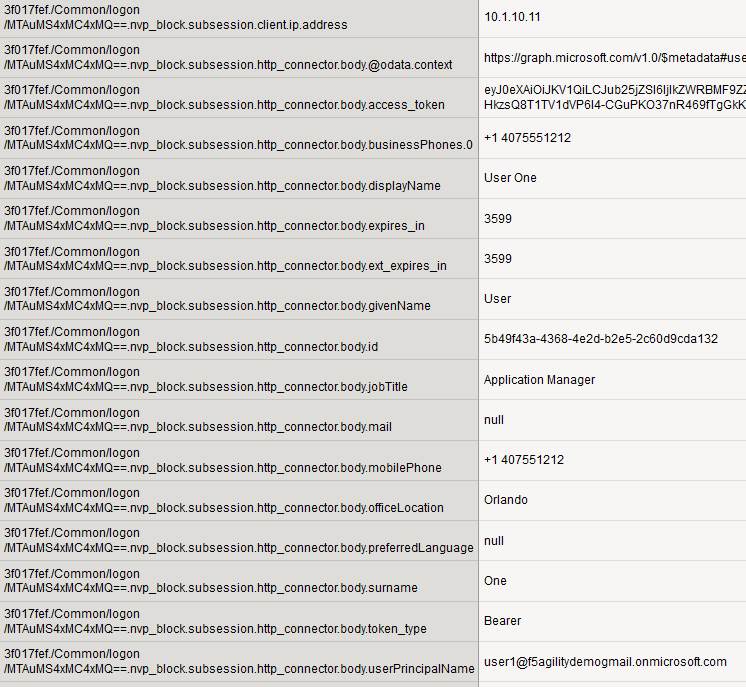 3f017fef./Common/logon
/MTAuMS4xMC4xMQ==.nvp_block.subsession.client.ip.address
10.1.10.11
3f017fef./Common/logon
/MTAuMS4xMC4xMQ==.nvp_block.subsession.http_connector.body.@odata.context
https://graph.microsoft.com/v1.0/$metadata#use
3f017fef./Common/logon
/MTAuMS4xMC4xMQ==.nvp_block.subsession.http_connector.body.access_token
3f017fef./Common/logon
/MTAuMS4xMC4xMQ==.nvp_block.subsession.http_connector.body.businessPhones.0
+1 4075551212
3f017fef./Common/logon
/MTAuMS4xMC4xMQ==.nvp_block.subsession.http_connector.body.displayName
User One
3f017fef./Common/logon
/MTAuMS4xMC4xMQ==.nvp_block.subsession.http_connector.body.expires_in
3599
3f017fef./Common/logon
/MTAuMS4xMC4xMQ==.nvp_block.subsession.http_connector.body.ext_expires_in
3599
3f017fef./Common/logon
/MTAuMS4xMC4xMQ==.nvp_block.subsession.http_connector.body.givenName
User
3f017fef./Common/logon
/MTAuMS4xMC4xMQ==.nvp_block.subsession.http_connector.body.id
5b49f43a-4368-4e2d-b2e5-2c60d9cda132
3f017fef./Common/logon
/MTAuMS4xMC4xMQ==.nvp_block.subsession.http_connector.body.jobTitle
Application Manager
3f017fef./Common/logon
/MTAuMS4xMC4xMQ==.nvp_block.subsession.http_connector.body.mail
null
3f017fef./Common/logon
/MTAuMS4xMC4xMQ==.nvp_block.subsession.http_connector.body.mobilePhone
+1 407551212
3f017fef./Common/logon
/MTAuMS4xMC4xMQ==.nvp_block.subsession.http_connector.body.officeLocation
Orlando
3f017fef./Common/logon
/MTAuMS4xMC4xMQ==.nvp_block.subsession.http_connector.body.preferredLanguage
null
3f017fef./Common/logon
/MTAuMS4xMC4xMQ==.nvp_block.subsession.http_connector.body.surname
One
3f017fef./Common/logon
/MTAuMS4xMC4xMQ==.nvp_block.subsession.http_connector.body.token_type
Bearer
3f017fef./Common/logon
/MTAuMS4xMC4xMQ==.nvp_block.subsession.http_connector.body.userPrincipalName
user1@f5agilitydemogmail.onmicrosoft.com